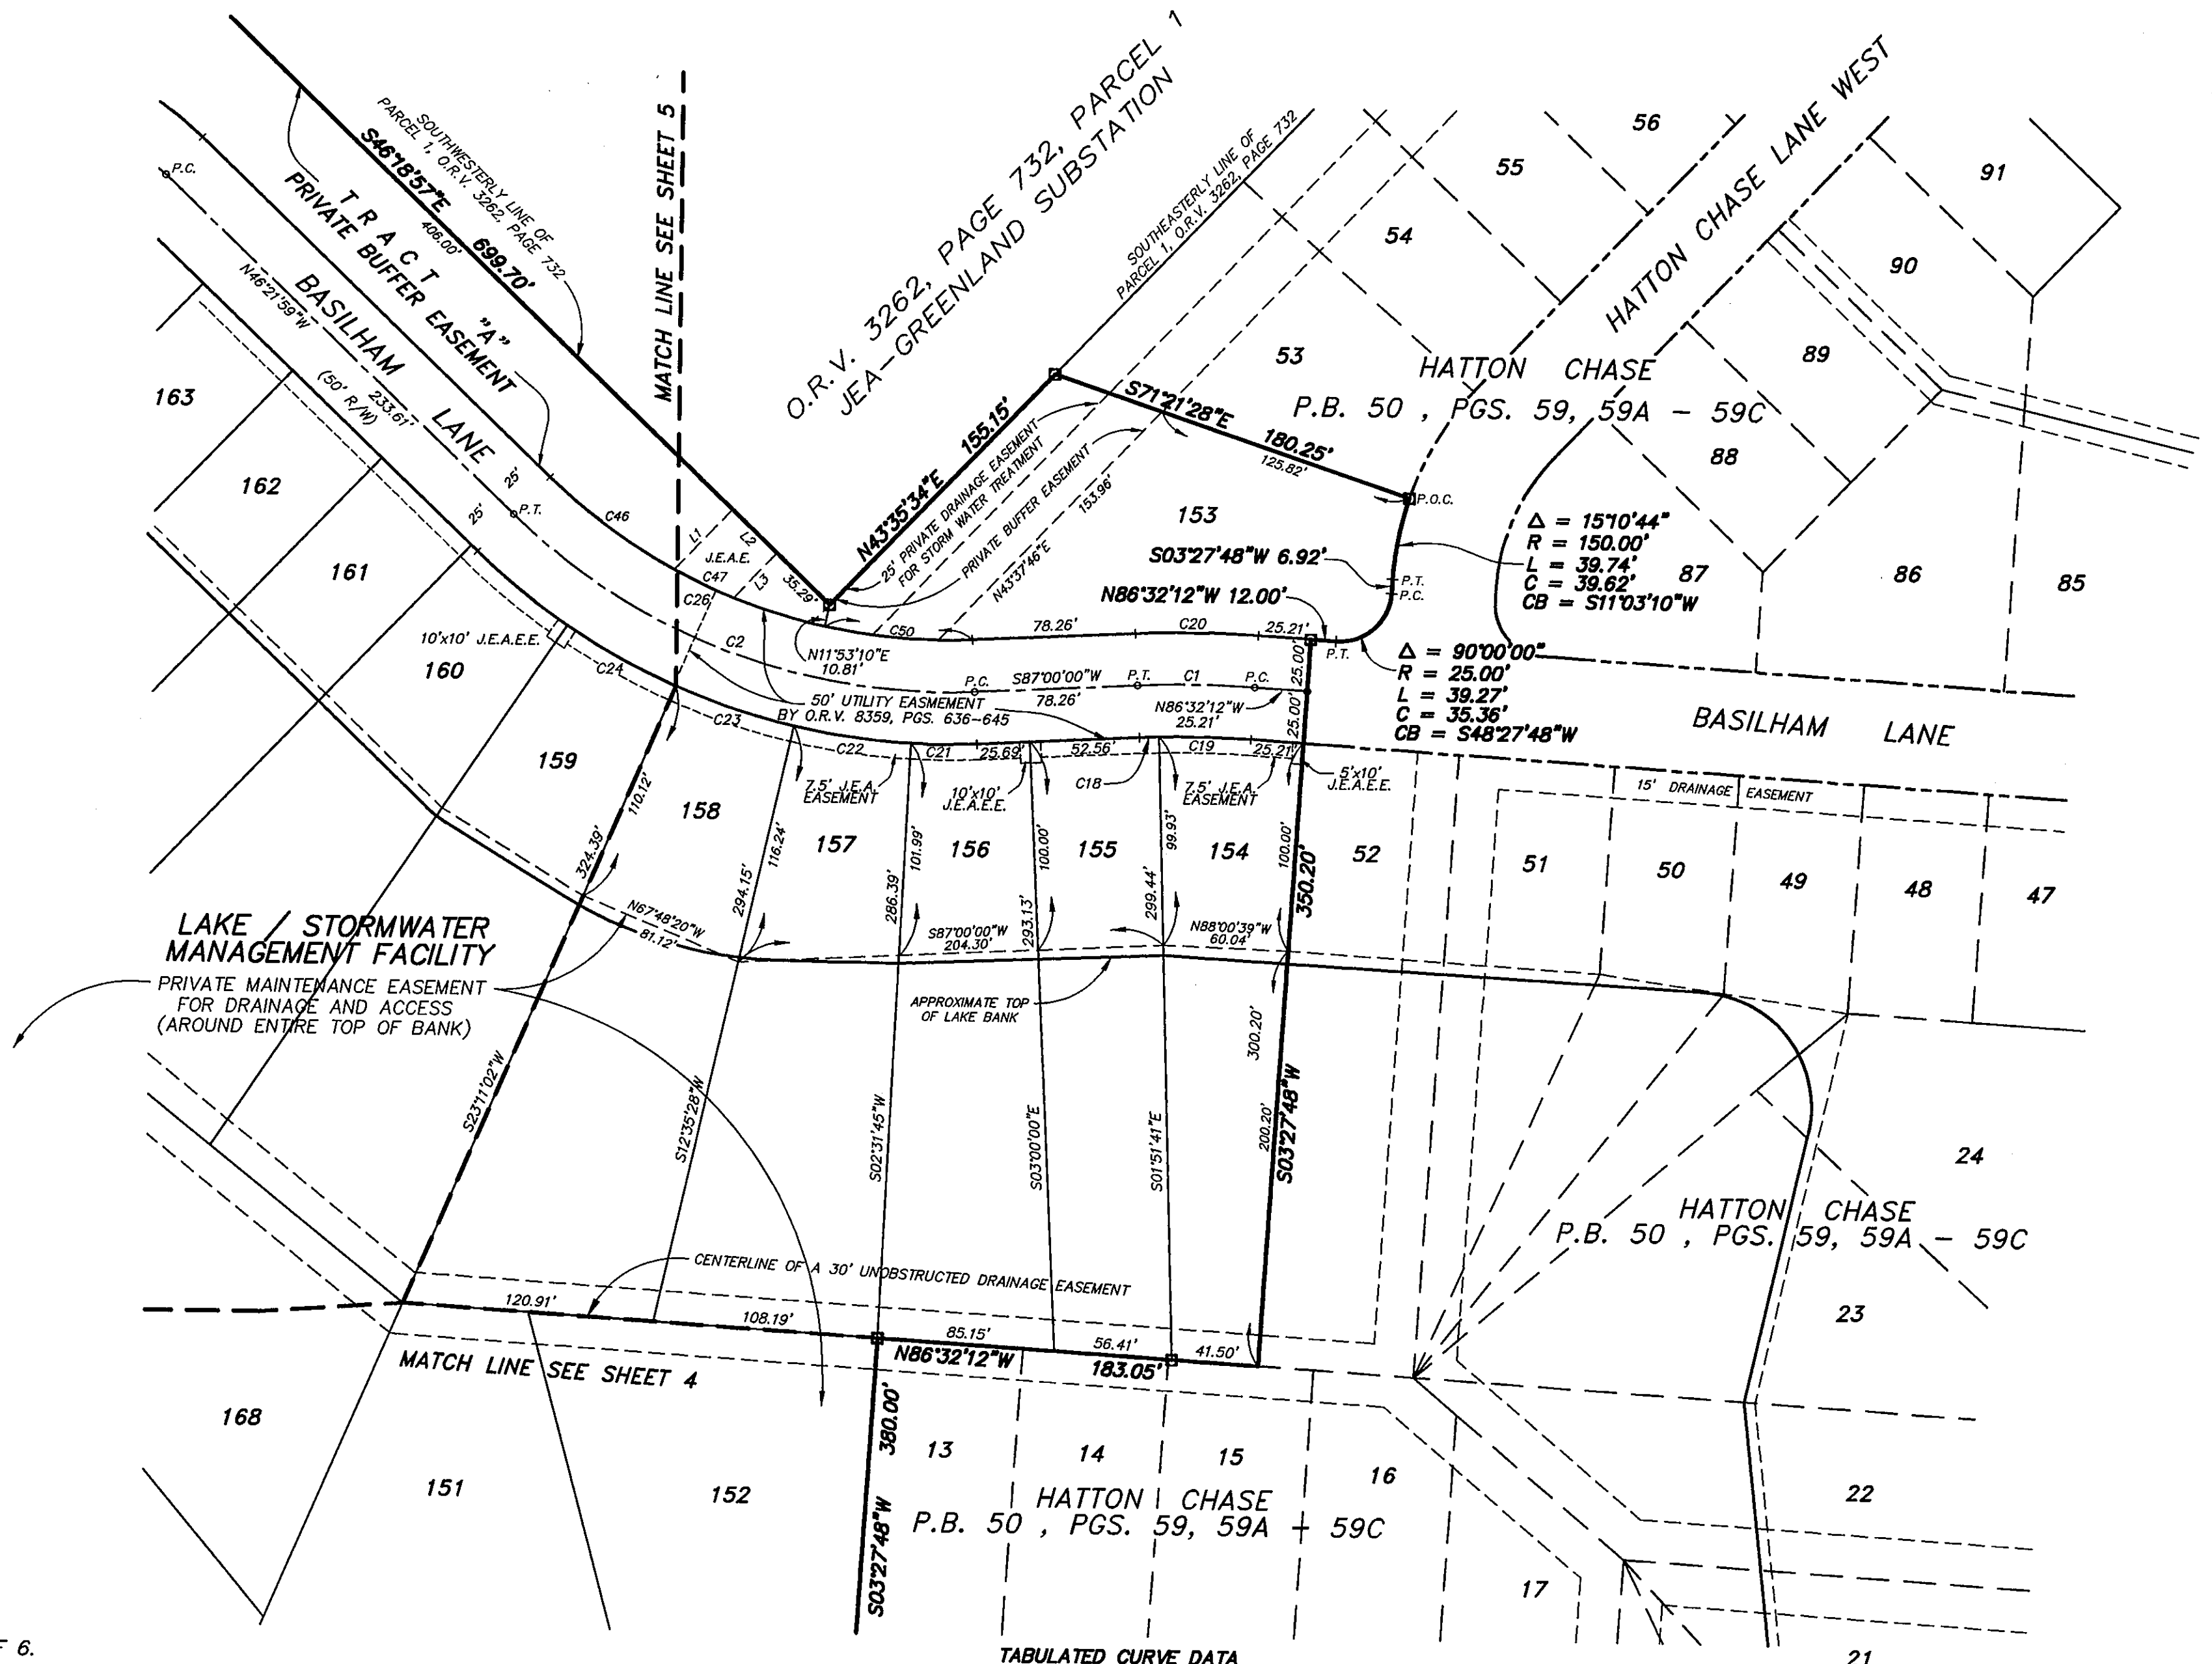 O.R.V. 3262, PAGE 732, PARCEL 1
JEA-GREENLAND SUBSTATION
HATTON CHASE LANE WEST
MATCH LINE SEE SHEET 5
SOUTHWESTERLY LINE OF
PARCEL 1, O.R.V. 3262, PAGE 732
S46°18'57"E 699.70'
406.00'
TRACT "A"
PRIVATE BUFFER EASEMENT
P.C.
N46°21'59"W
233.61'
BASILHAM LANE
(50' R/W)
25'
25'
P.T.
SOUTHEASTERLY LINE OF
PARCEL 1, O.R.V. 3262, PAGE 732
56
55
54
53
91
90
89
88
87
86
85
HATTON CHASE
P.B. 50 , PGS. 59, 59A - 59C
S71°21'28"E 180.25'
125.82'
N43°35'34"E 155.15'
25' PRIVATE DRAINAGE EASEMENT
FOR STORM WATER TREATMENT
PRIVATE BUFFER EASEMENT
153.96'
N43°37'46"E
153
P.O.C.
S03°27'48"W 6.92'
P.T.
P.C.
N86°32'12"W 12.00'
Δ = 15°10'44"
R = 150.00'
L = 39.74'
C = 39.62'
CB = S11°03'10"W
Δ = 90°00'00"
R = 25.00'
L = 39.27'
C = 35.36'
CB = S48°27'48"W
163
162
161
160
159
C46
L1
L2
J.E.A.E.
C47
L3
35.29'
C26
C2
N11°53'10"E
10.81'
C50
78.26'
C20
25.21'
P.T.
25.00'
25.00'
P.C.
S87°00'00"W
78.26'
P.T.
C1
P.C.
N86°32'12"W
25.21'
50' UTILITY EASMEMENT
BY O.R.V. 8359, PGS. 636-645
10'x10' J.E.A.E.E.
C24
C23
C22
C21
25.69'
52.56'
C19
25.21'
C18
7.5' J.E.A.
EASEMENT
10'x10'
J.E.A.E.E.
7.5' J.E.A.
EASEMENT
5'x10'
J.E.A.E.E.
BASILHAM LANE
15' DRAINAGE EASEMENT
158
157
156
155
154
52
51
50
49
48
47
110.12'
324.39'
116.24'
294.15'
101.99'
286.39'
100.00'
293.13'
99.93'
299.44'
100.00'
350.20'
N67°48'20"W
81.12'
S87°00'00"W
204.30'
N88°00'39"W
60.04'
LAKE / STORMWATER
MANAGEMENT FACILITY
PRIVATE MAINTENANCE EASEMENT
FOR DRAINAGE AND ACCESS
(AROUND ENTIRE TOP OF BANK)
APPROXIMATE TOP
OF LAKE BANK
300.20'
200.20'
S23°11'02"W
S12°35'28"W
S02°31'45"W
S03°00'00"E
S01°51'41"E
S03°27'48"W
24
HATTON CHASE
P.B. 50 , PGS. 59, 59A - 59C
23
CENTERLINE OF A 30' UNOBSTRUCTED DRAINAGE EASEMENT
120.91'
108.19'
85.15'
56.41'
41.50'
N86°32'12"W
183.05'
MATCH LINE SEE SHEET 4
168
151
152
S03°27'48"W 380.00'
13
14
15
16
HATTON CHASE
P.B. 50 , PGS. 59, 59A - 59C
17
22
21
F 6.
TABULATED CURVE DATA